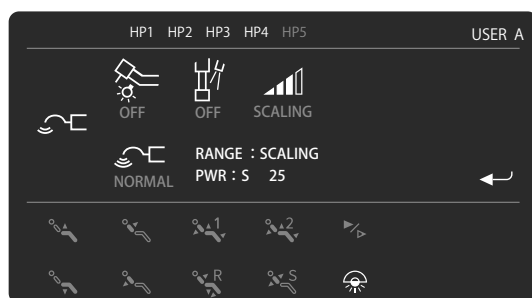 HP1 HP2 HP3 HP4 HP5 USER A
OFF OFF SCALING
NORMAL
RANGE : SCALING
PWR : S 25
1 2
R S